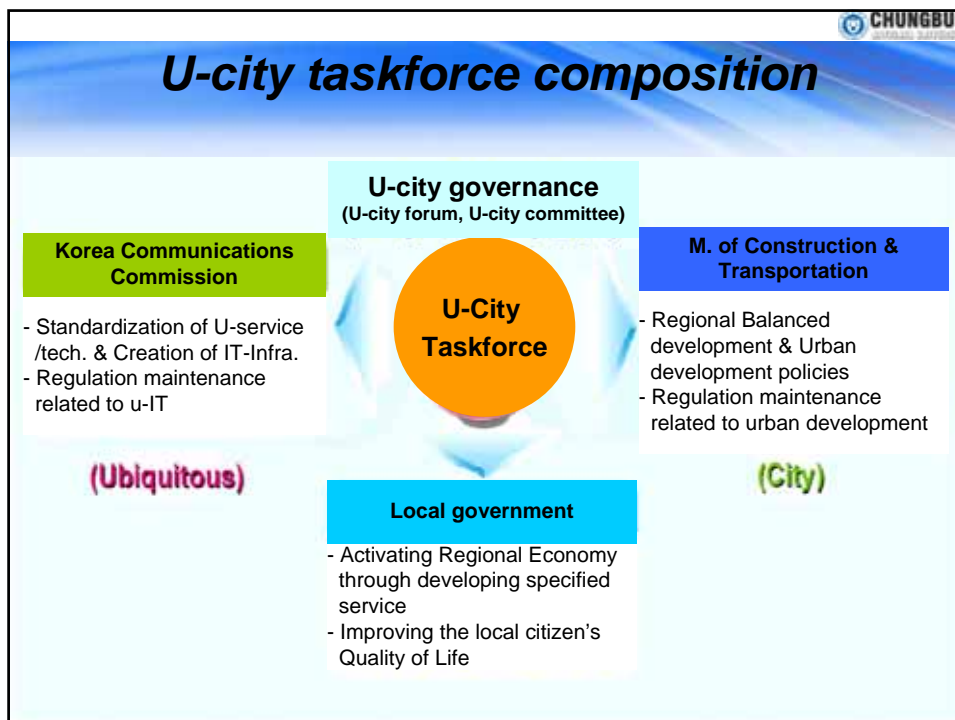 CHUNGBU
U-city taskforce composition
U-city governance
(U-city forum, U-city committee)
Korea Communications
Commission
- Standardization of U-service
/tech. & Creation of IT-Infra.
- Regulation maintenance
related to u-IT
(Ubiquitous)
U-City
Taskforce
M. of Construction &
Transportation
- Regional Balanced
development & Urban
development policies
- Regulation maintenance
related to urban development
(City)
Local government
- Activating Regional Economy
through developing specified
service
- Improving the local citizen's
Quality of Life